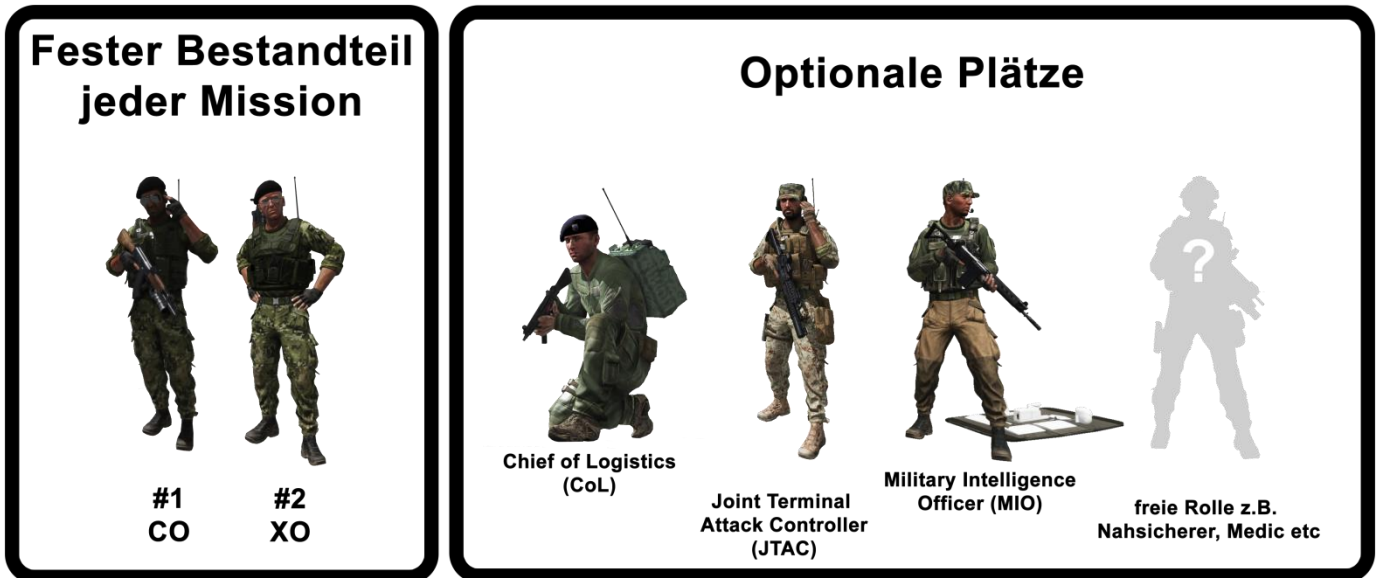 Fester Bestandteil
jeder Mission
#1
CO
#2
XO
Optionale Plätze
Chief of Logistics
(CoL)
Joint Terminal
Attack Controller
(JTAC)
Military Intelligence
Officer (MIO)
?
freie Rolle z.B.
Nahsicherer, Medic etc